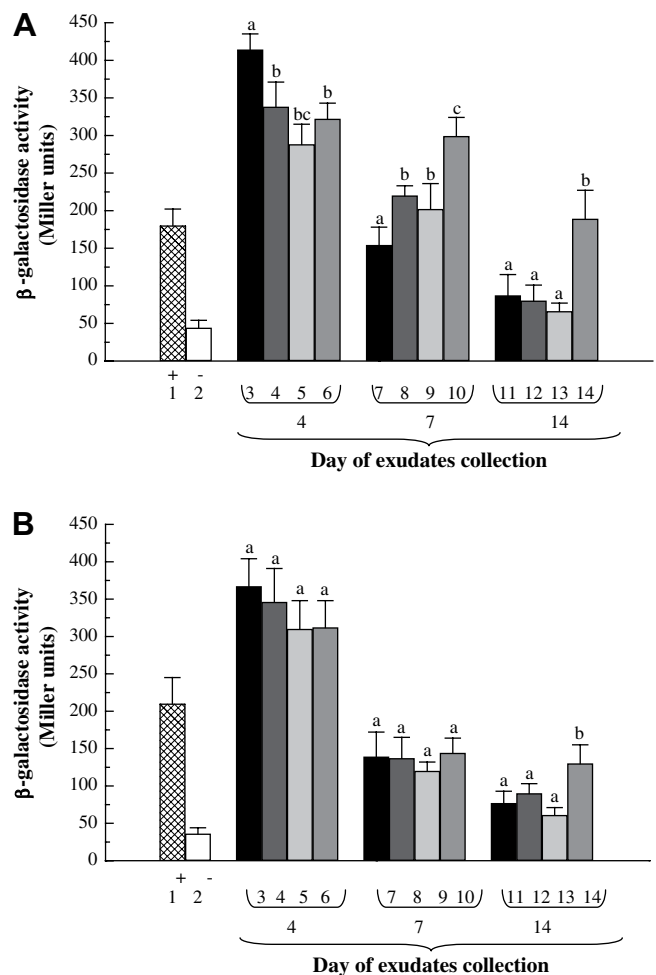 A
β-galactosidase activity
(Miller units)
450
400
350
300
250
200
150
100
50
0
a b bc b a b b c a a a b
+ -
1 2 3 4 5 6 7 8 9 10 11 12 13 14
4 7 14
Day of exudates collection
B
β-galactosidase activity
(Miller units)
450
400
350
300
250
200
150
100
50
0
a a a a a a a a a a a b
+ -
1 2 3 4 5 6 7 8 9 10 11 12 13 14
4 7 14
Day of exudates collection